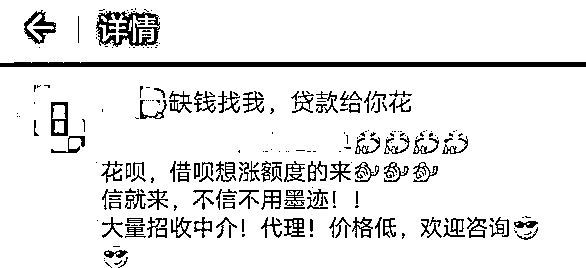 详情
缺钱找我，贷款给你花
花呗，借呗想涨额度的来
信就来，不信不用墨迹！！
大量招收中介！代理！价格低，欢迎咨询😎
😎